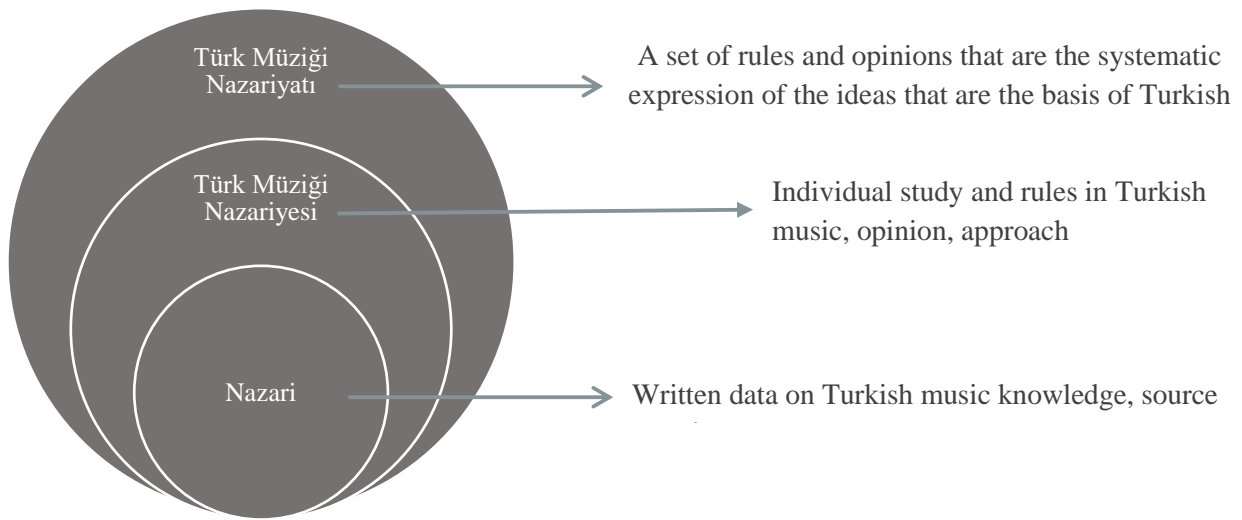 Türk Müziği
Nazariyatı
A set of rules and opinions that are the systematic
expression of the ideas that are the basis of Turkish
Türk Müziği
Nazariyesi
Individual study and rules in Turkish
music, opinion, approach
Nazari
Written data on Turkish music knowledge, source